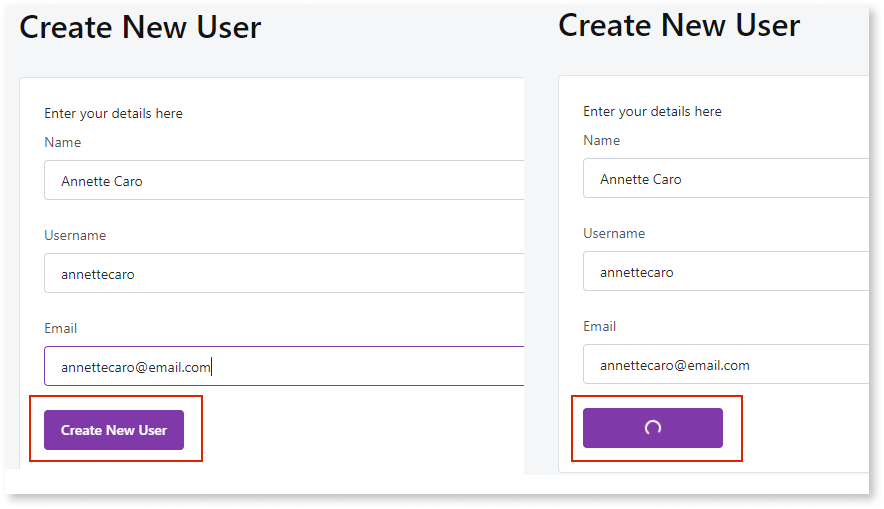 Create New User
Enter your details here
Name
Annette Caro
Username
annettecaro
Email
annettecaro@email.com
Create New User
Create New User
Enter your details here
Name
Annette Caro
Username
annettecaro
Email
annettecaro@email.com